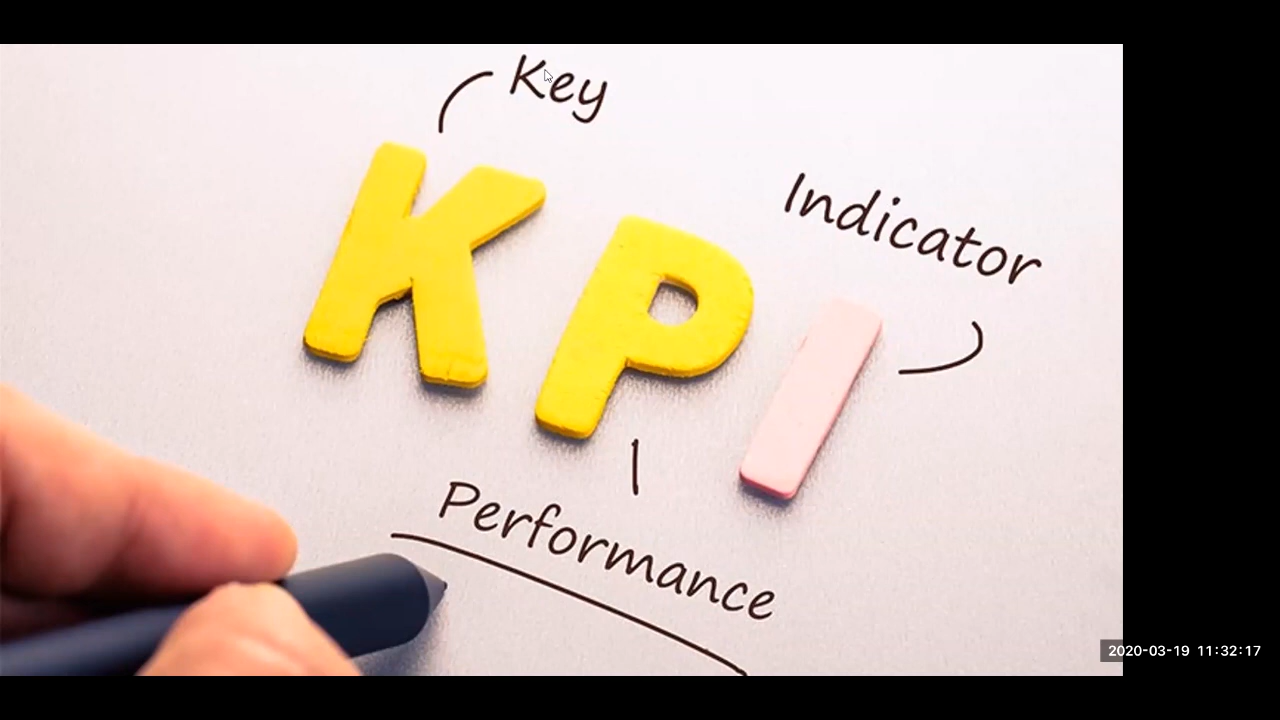 Key
Indicator
KPI
Performance
2020-03-19 11:32:17